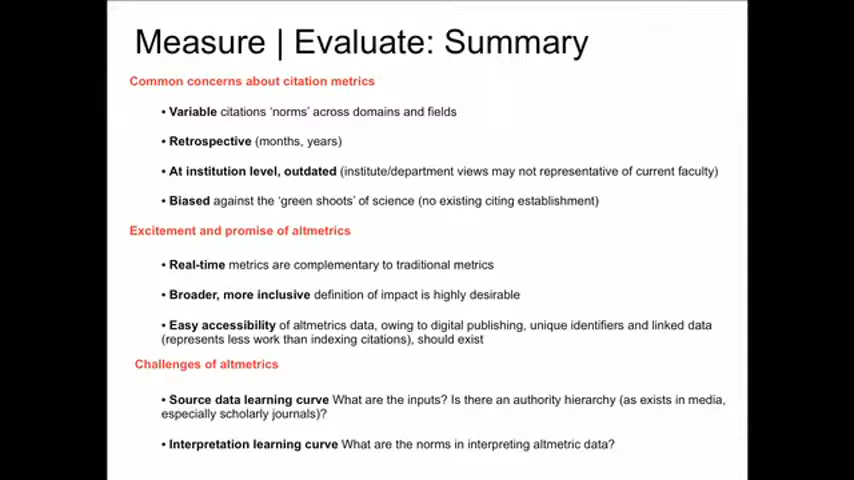 Measure | Evaluate: Summary
Common concerns about citation metrics
• Variable citations ‘norms’ across domains and fields
• Retrospective (months, years)
• At institution level, outdated (institute/department views may not representative of current faculty)
• Biased against the ‘green shoots’ of science (no existing citing establishment)
Excitement and promise of altmetrics
• Real-time metrics are complementary to traditional metrics
• Broader, more inclusive definition of impact is highly desirable
• Easy accessibility of altmetrics data, owing to digital publishing, unique identifiers and linked data
(represents less work than indexing citations), should exist
Challenges of altmetrics
• Source data learning curve What are the inputs? Is there an authority hierarchy (as exists in media,
especially scholarly journals)?
• Interpretation learning curve What are the norms in interpreting altmetric data?